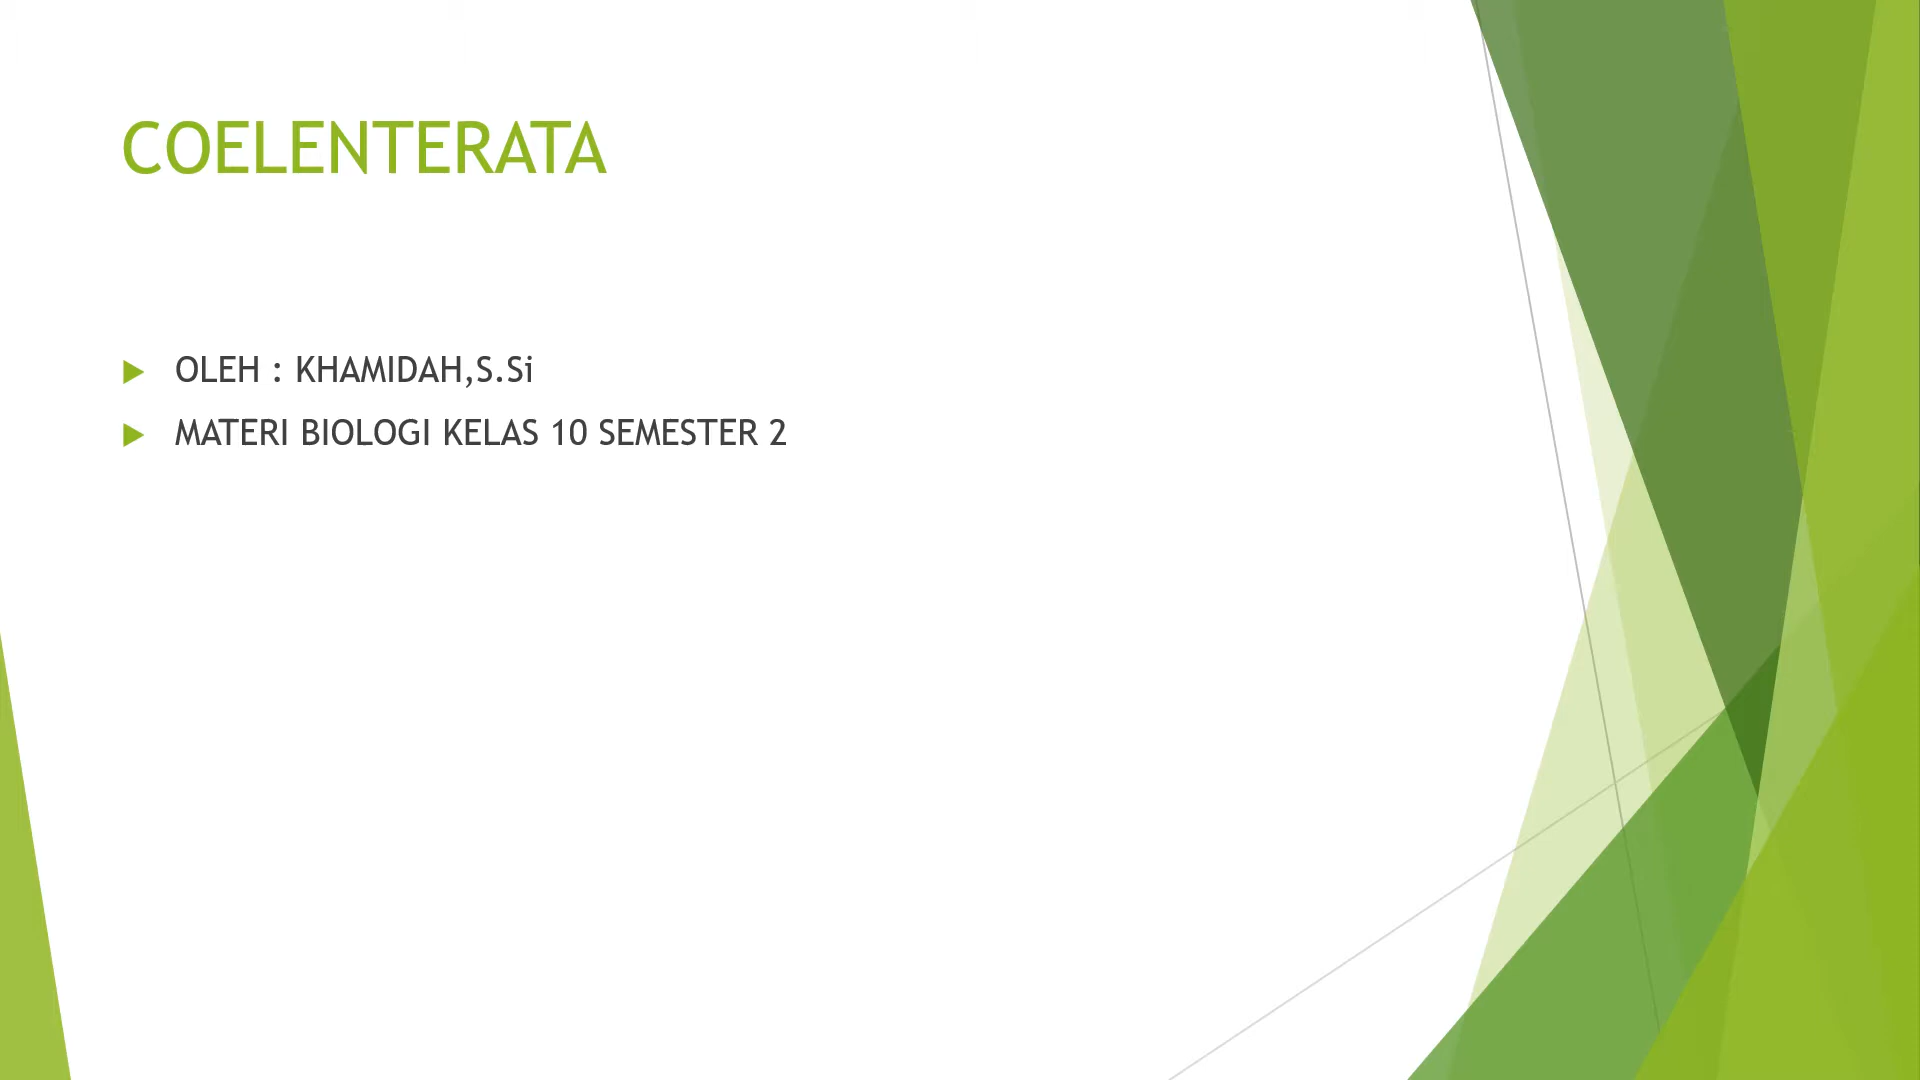 COELENTERATA
OLEH : KHAMIDAH,S.Si
MATERI BIOLOGI KELAS 10 SEMESTER 2